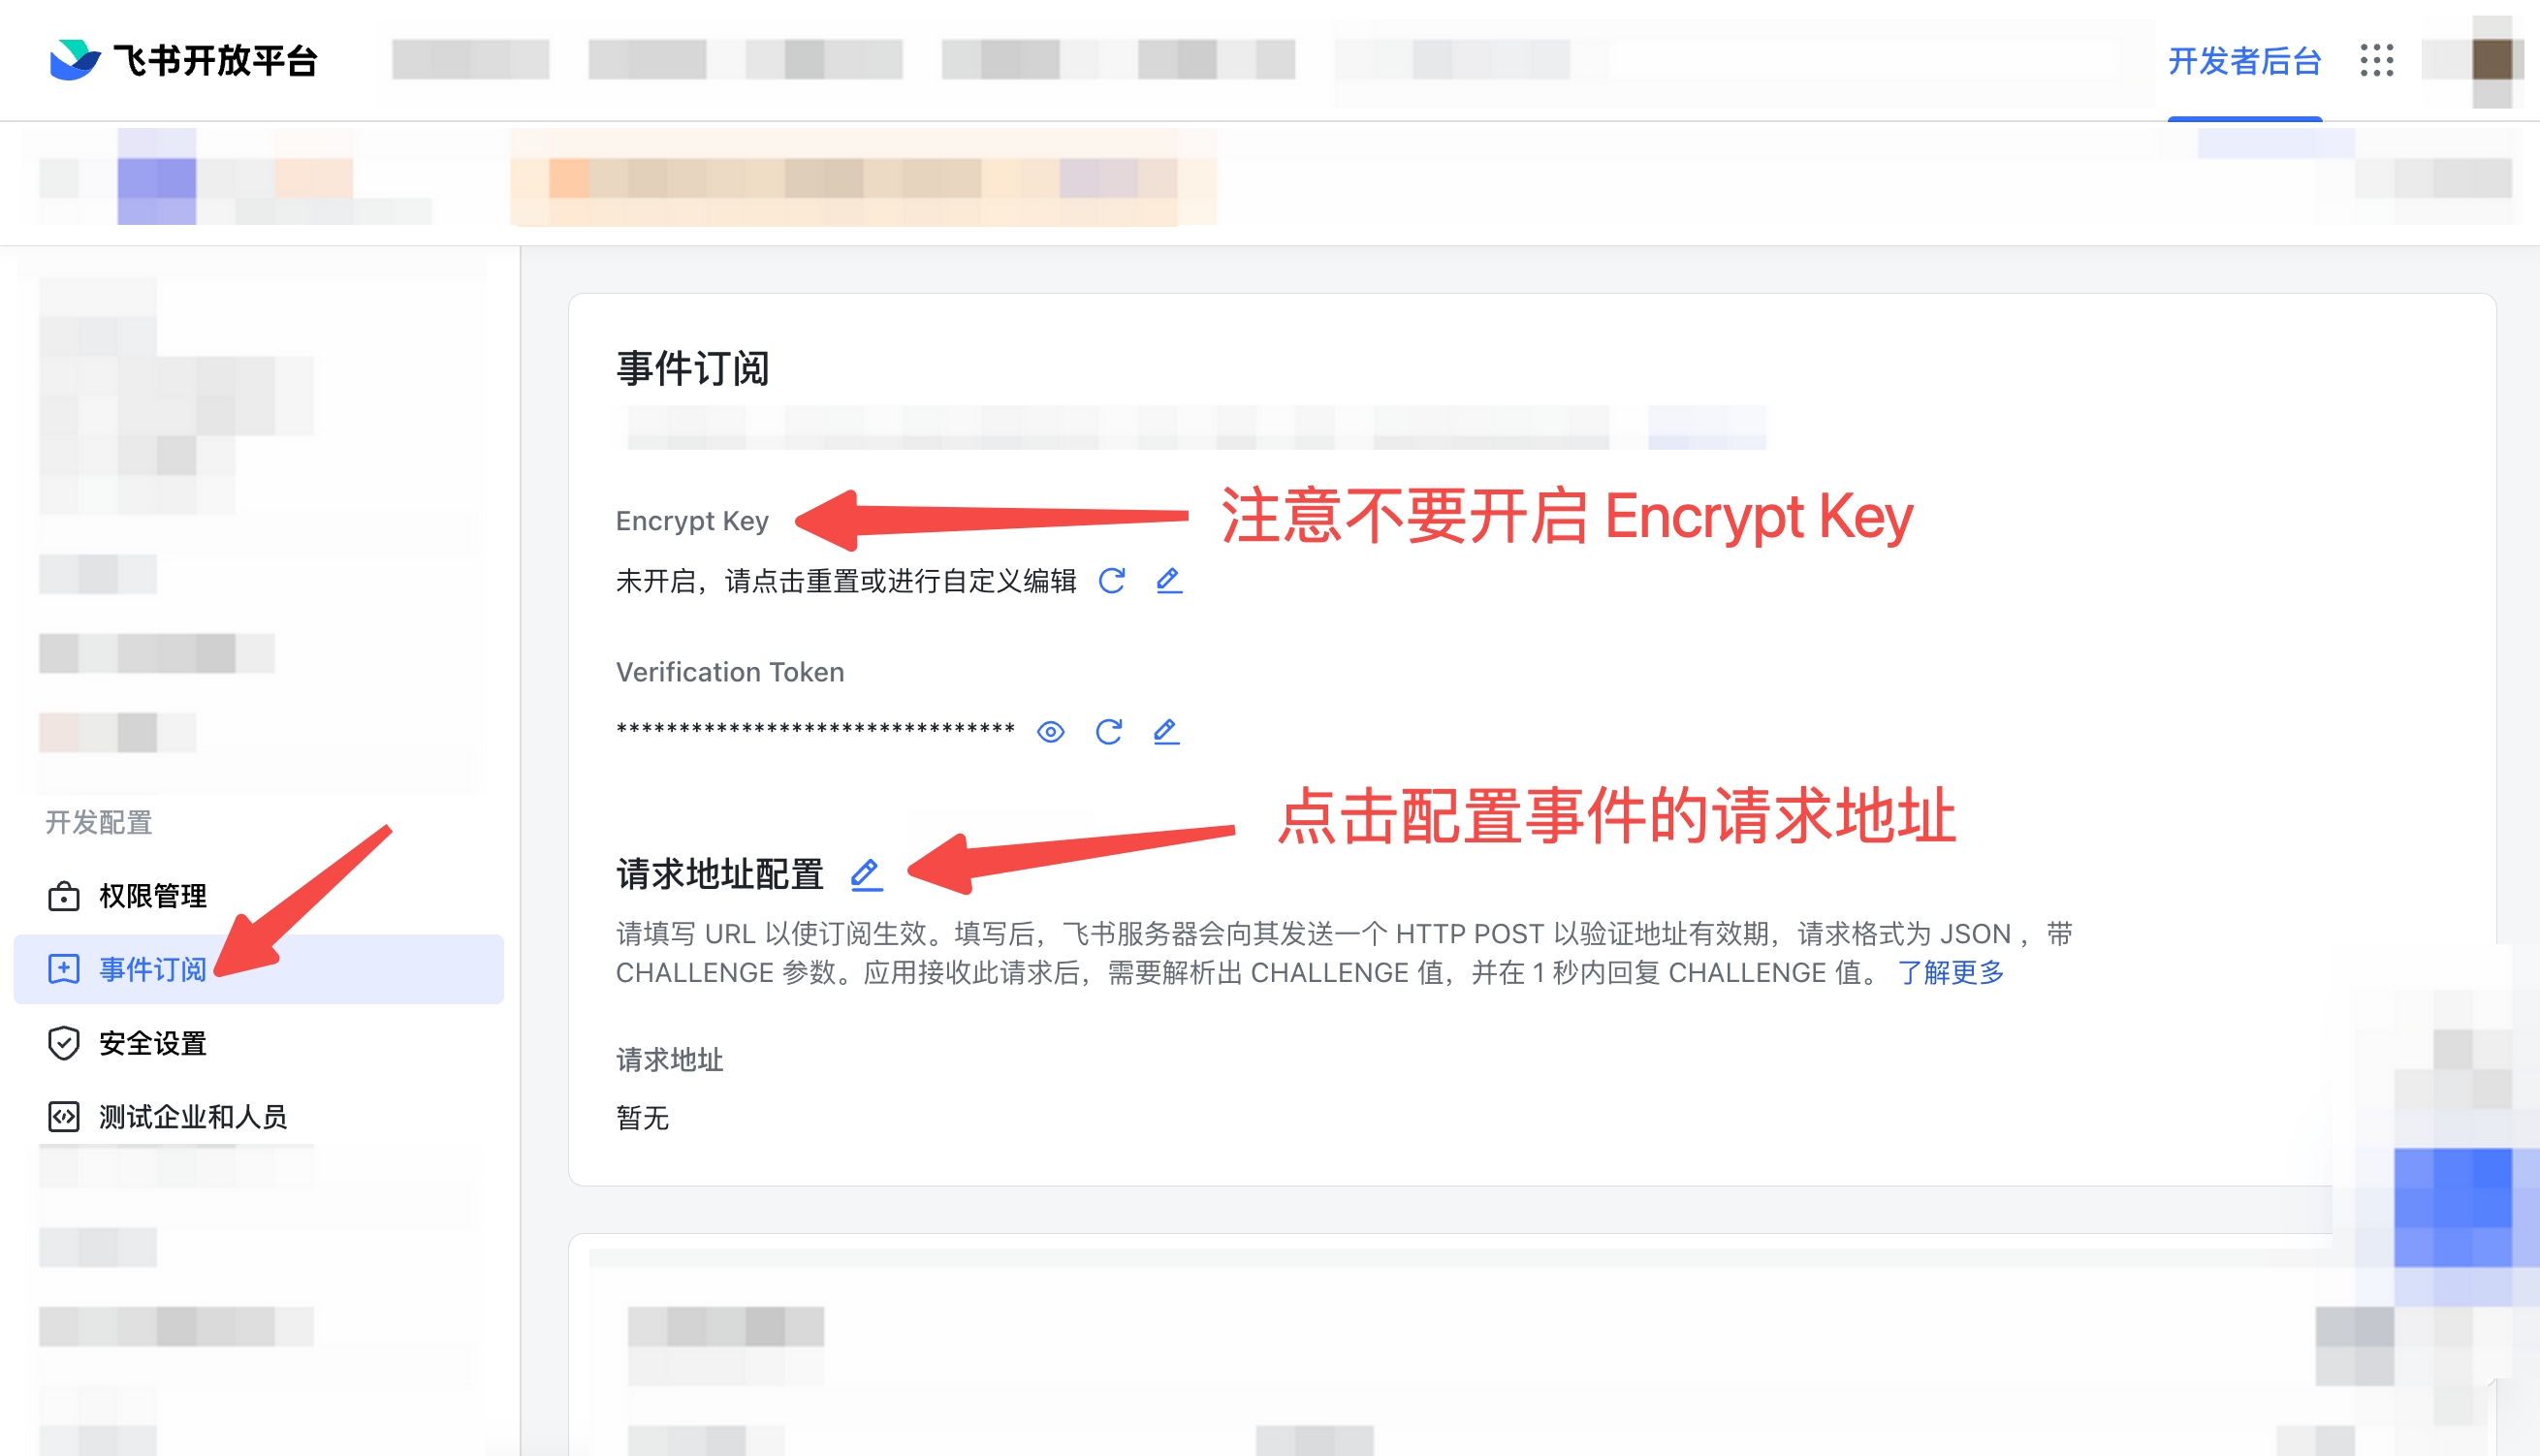 飞书开放平台
开发者后台
事件订阅
Encrypt Key
注意不要开启 Encrypt Key
未开启，请点击重置或进行自定义编辑
Verification Token
********************************
点击配置事件的请求地址
请求地址配置
请填写 URL 以使订阅生效。填写后，飞书服务器会向其发送一个 HTTP POST 以验证地址有效期，请求格式为 JSON ，带
CHALLENGE 参数。应用接收此请求后，需要解析出 CHALLENGE 值，并在 1 秒内回复 CHALLENGE 值。 了解更多
请求地址
暂无
开发配置
权限管理
事件订阅
安全设置
测试企业和人员